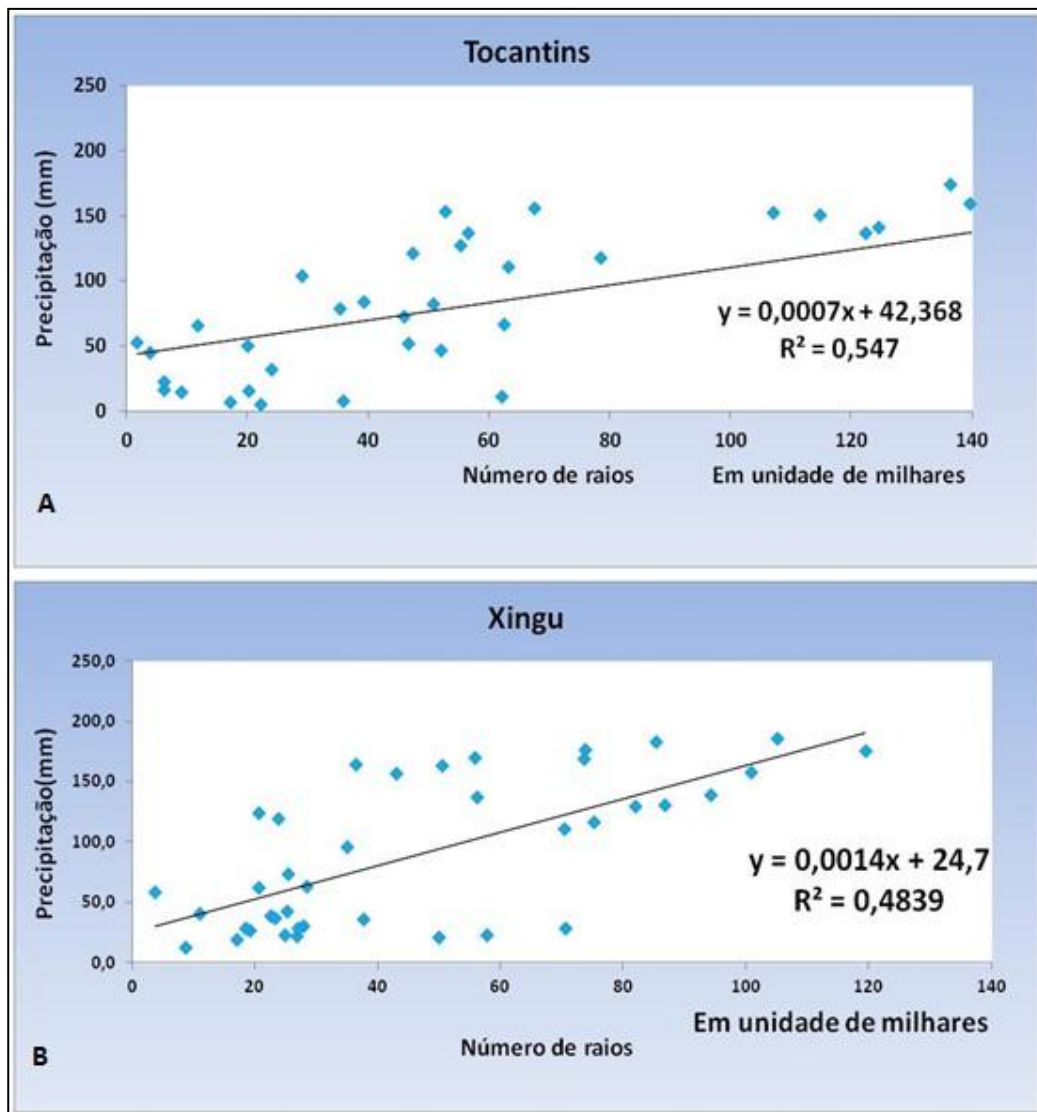 Tocantins
250
200
150
100
50
0
Precipitação (mm)
0 20 40 60 80 100 120 140
y = 0,0007x + 42,368
R² = 0,547
Número de raios Em unidade de milhares
A
Xingu
250,0
200,0
150,0
100,0
50,0
0,0
Precipitação(mm)
0 20 40 60 80 100 120 140
y = 0,0014x + 24,7
R² = 0,4839
Em unidade de milhares
Número de raios
B